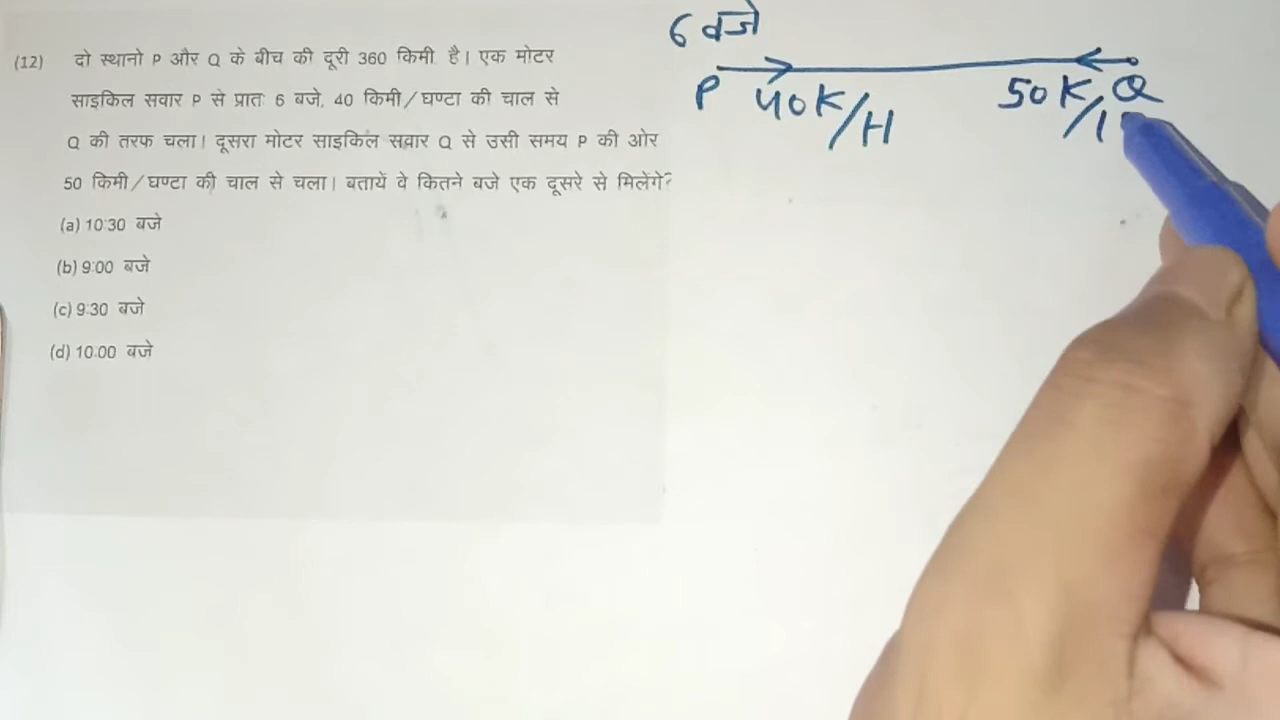 (12) दो स्थानो P और Q के बीच की दूरी 360 किमी. है। एक मोटर
साइकिल सवार P से प्रातः 6 बजे, 40 किमी/घण्टा की चाल से
Q की तरफ चला। दूसरा मोटर साइकिल सवार Q से उसी समय P की ओर
50 किमी/घण्टा की चाल से चला। बतायें वे कितने बजे एक दूसरे से मिलेंगे?
(a) 10:30 बजे
(b) 9:00 बजे
(c) 9:30 बजे
(d) 10:00 बजे
6 बजे
P 40K/H 50K/ Q